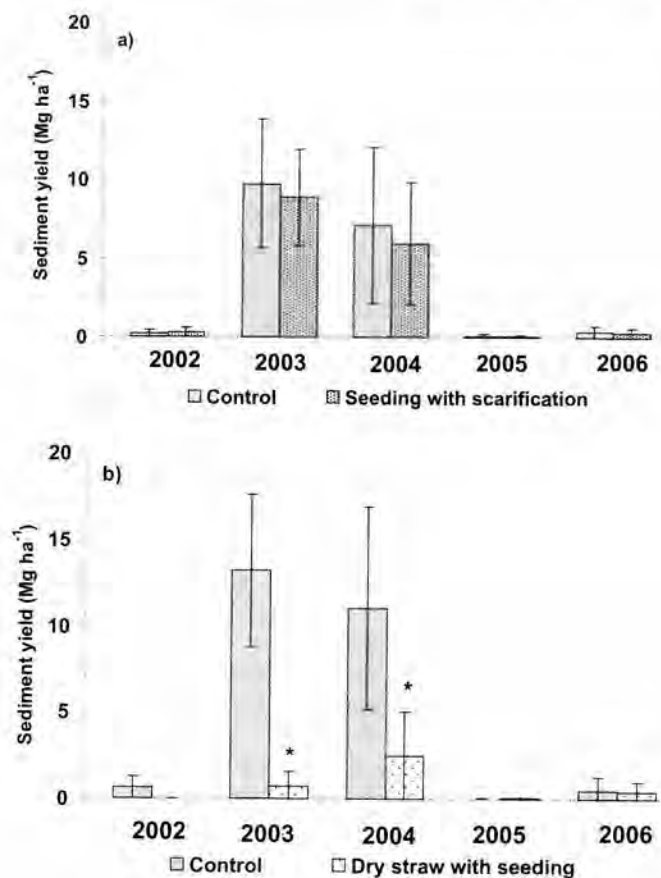 20
a)
15
10
5
0
Sediment yield (Mg ha⁻¹)
2002 2003 2004 2005 2006
Control Seeding with scarification
20
b)
15
10
5
0
Sediment yield (Mg ha⁻¹)
*
*
2002 2003 2004 2005 2006
Control Dry straw with seeding